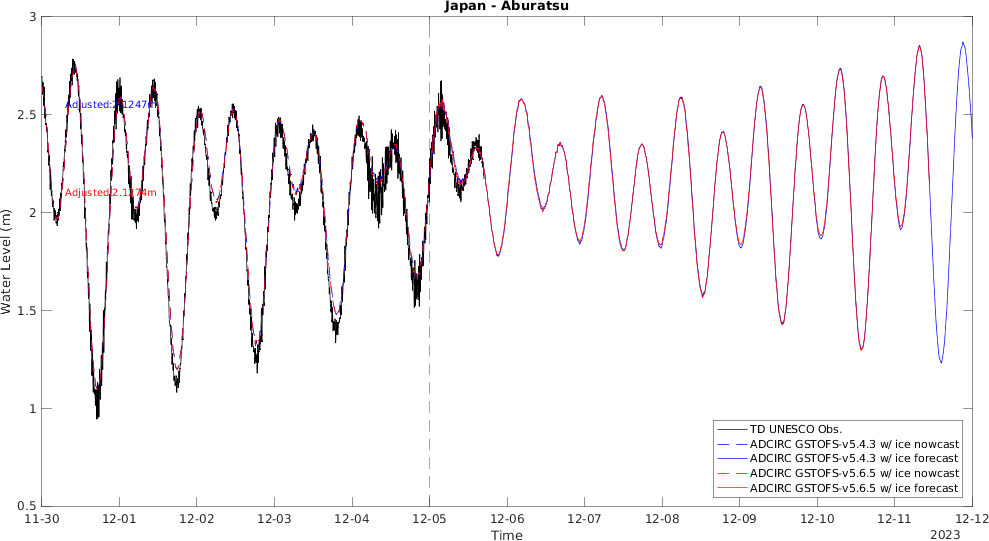 Japan - Aburatsu
3
2.5
2
1.5
1
0.5
Water Level (m)
Adjusted:2.1247m
Adjusted:2.1174m
TD UNESCO Obs.
ADCIRC GSTOFS-v5.4.3 w/ ice nowcast
ADCIRC GSTOFS-v5.4.3 w/ ice forecast
ADCIRC GSTOFS-v5.6.5 w/ ice nowcast
ADCIRC GSTOFS-v5.6.5 w/ ice forecast
11-30 12-01 12-02 12-03 12-04 12-05 12-06 12-07 12-08 12-09 12-10 12-11 12-12
Time
2023